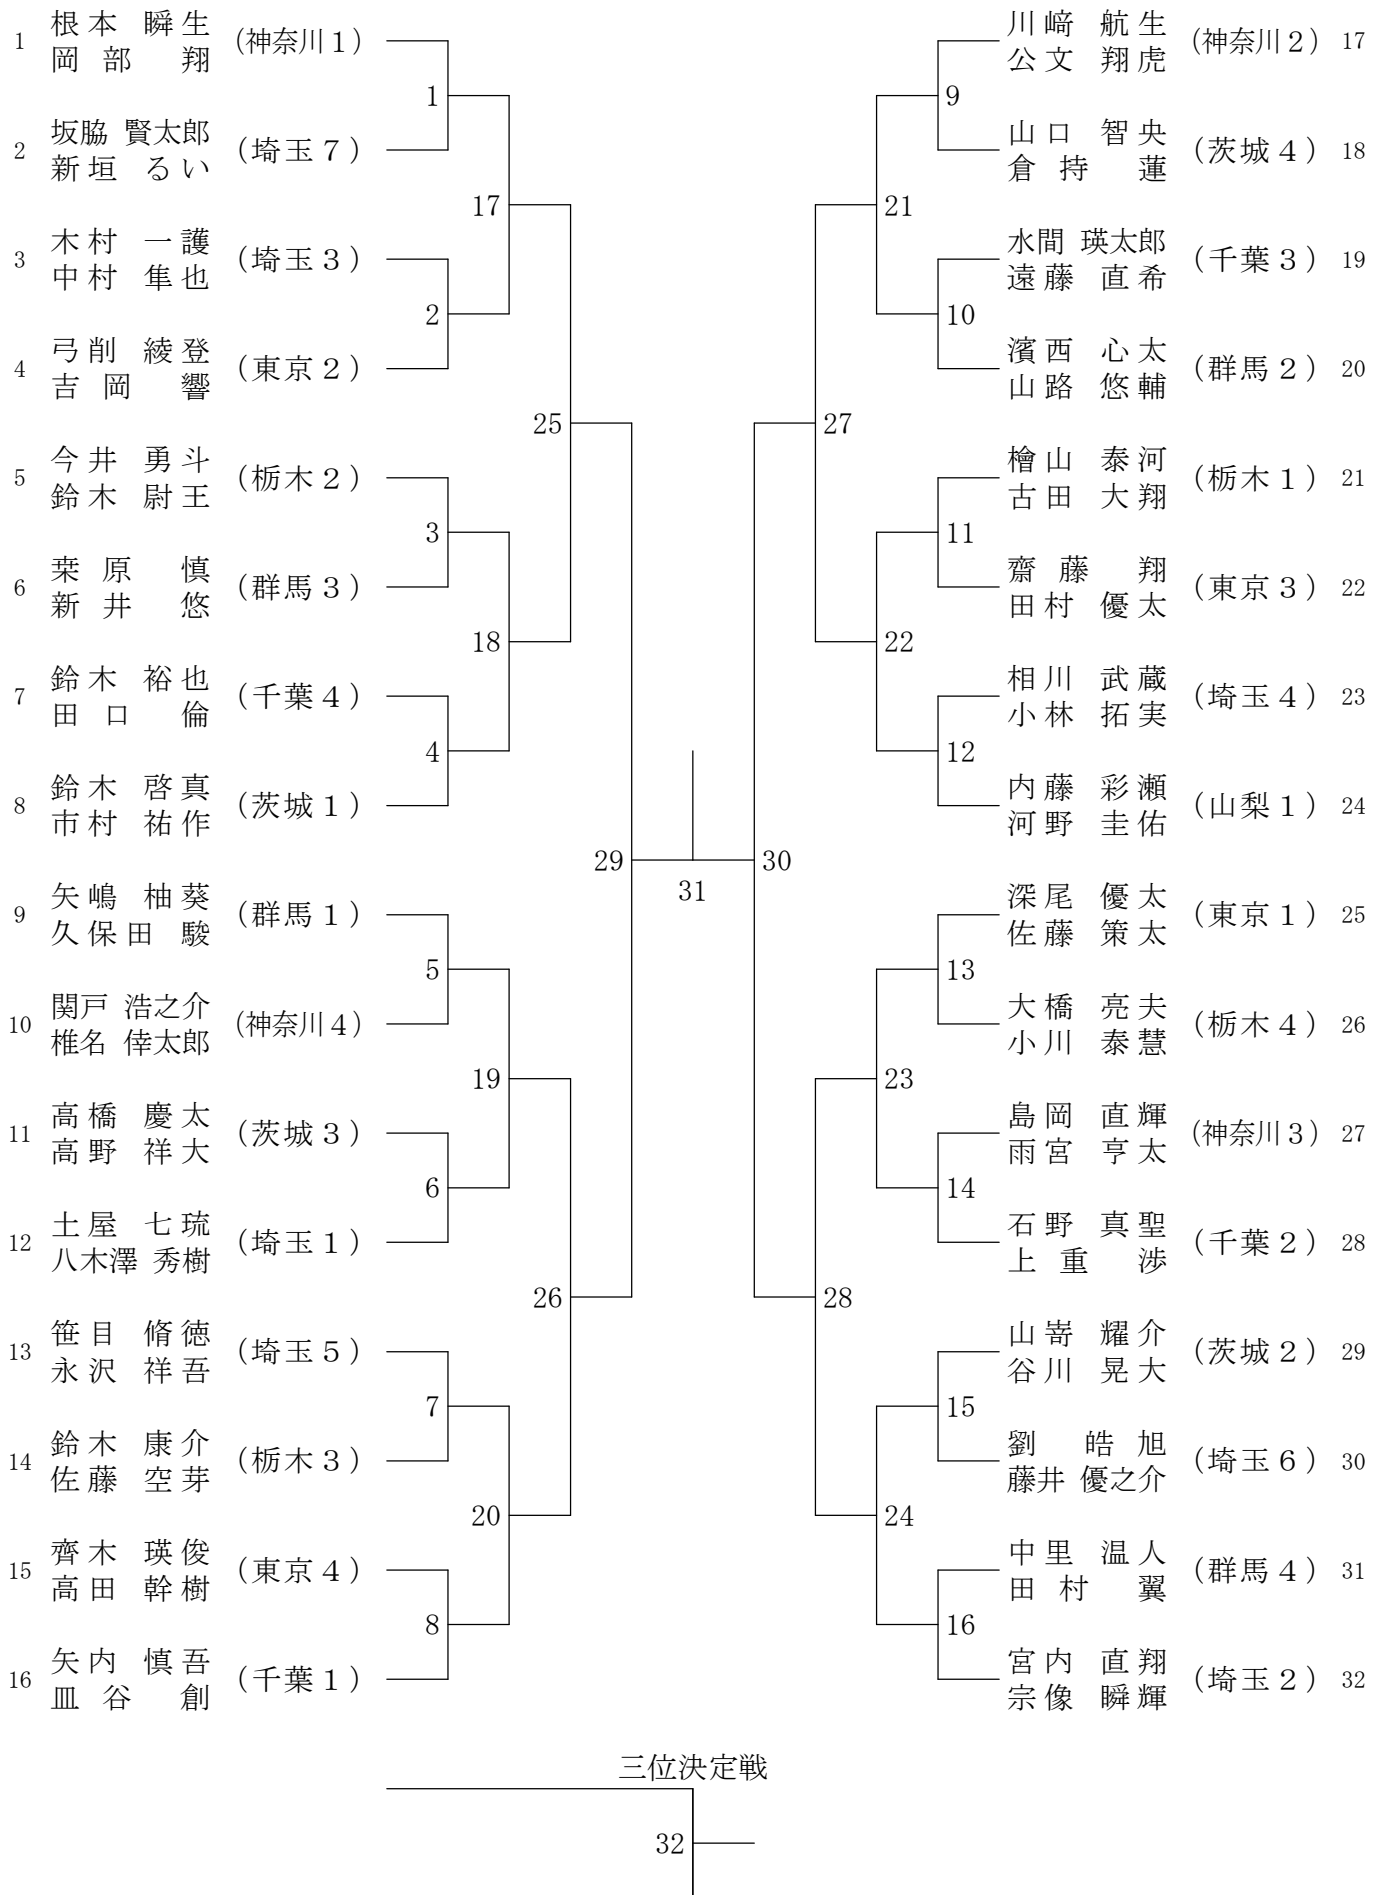 1 根本 瞬生 (神奈川1)
岡部 翔
2 坂脇 賢太郎 (埼玉7)
新垣 るい
3 木村 一護 (埼玉3)
中村 隼也
4 弓削 綾登 (東京2)
吉岡 響
5 今井 勇斗 (栃木2)
鈴木 尉王
6 栗原 慎 (群馬3)
新井 悠
7 鈴木 裕也 (千葉4)
田口 倫
8 鈴木 啓真 (茨城1)
市村 祐作
9 矢嶋 柚葵 (群馬1)
久保田 駿
10 関戸 浩之介 (神奈川4)
椎名 倖太郎
11 高橋 慶太 (茨城3)
高野 祥大
12 土屋 七琉 (埼玉1)
八木澤 秀樹
13 笹目 脩徳 (埼玉5)
永沢 祥吾
14 鈴木 康介 (栃木3)
佐藤 空芽
15 齊木 瑛俊 (東京4)
高田 幹樹
16 矢内 慎吾 (千葉1)
皿谷 創
1
2
3
4
5
6
7
8
17
18
19
20
25
26
29
31
30
27
28
21
22
23
24
9
10
11
12
13
14
15
16
川﨑 航生 (神奈川2) 17
公文 翔虎
山口 智央 (茨城4) 18
倉持 蓮
水間 瑛太郎 (千葉3) 19
遠藤 直希
濱西 心太 (群馬2) 20
山路 悠輔
檜山 泰河 (栃木1) 21
古田 大翔
齋藤 翔 (東京3) 22
田村 優太
相川 武蔵 (埼玉4) 23
小林 拓実
内藤 彩瀬 (山梨1) 24
河野 圭佑
深尾 優太 (東京1) 25
佐藤 策太
大橋 亮夫 (栃木4) 26
小川 泰慧
島岡 直輝 (神奈川3) 27
雨宮 亨太
石野 真聖 (千葉2) 28
上重 渉
山嵜 耀介 (茨城2) 29
谷川 晃大
劉 皓旭 (埼玉6) 30
藤井 優之介
中里 温人 (群馬4) 31
田村 翼
宮内 直翔 (埼玉2) 32
宗像 瞬輝
三位決定戦
32